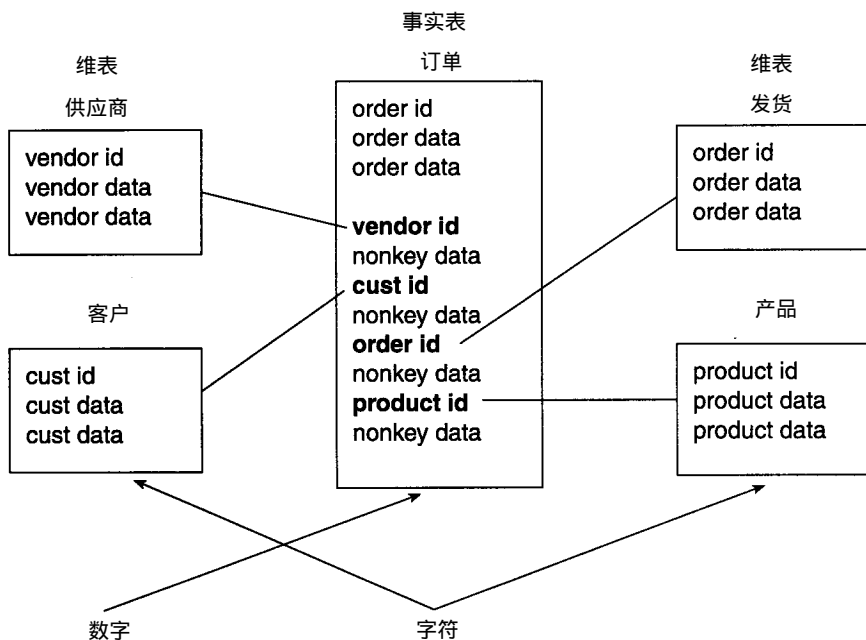 事实表
维表
订单
维表
供应商
发货
vendor id
vendor data
vendor data
order id
order data
order data
vendor id
nonkey data
cust id
nonkey data
order id
nonkey data
product id
nonkey data
order id
order data
order data
客户
cust id
cust data
cust data
产品
product id
product data
product data
数字
字符